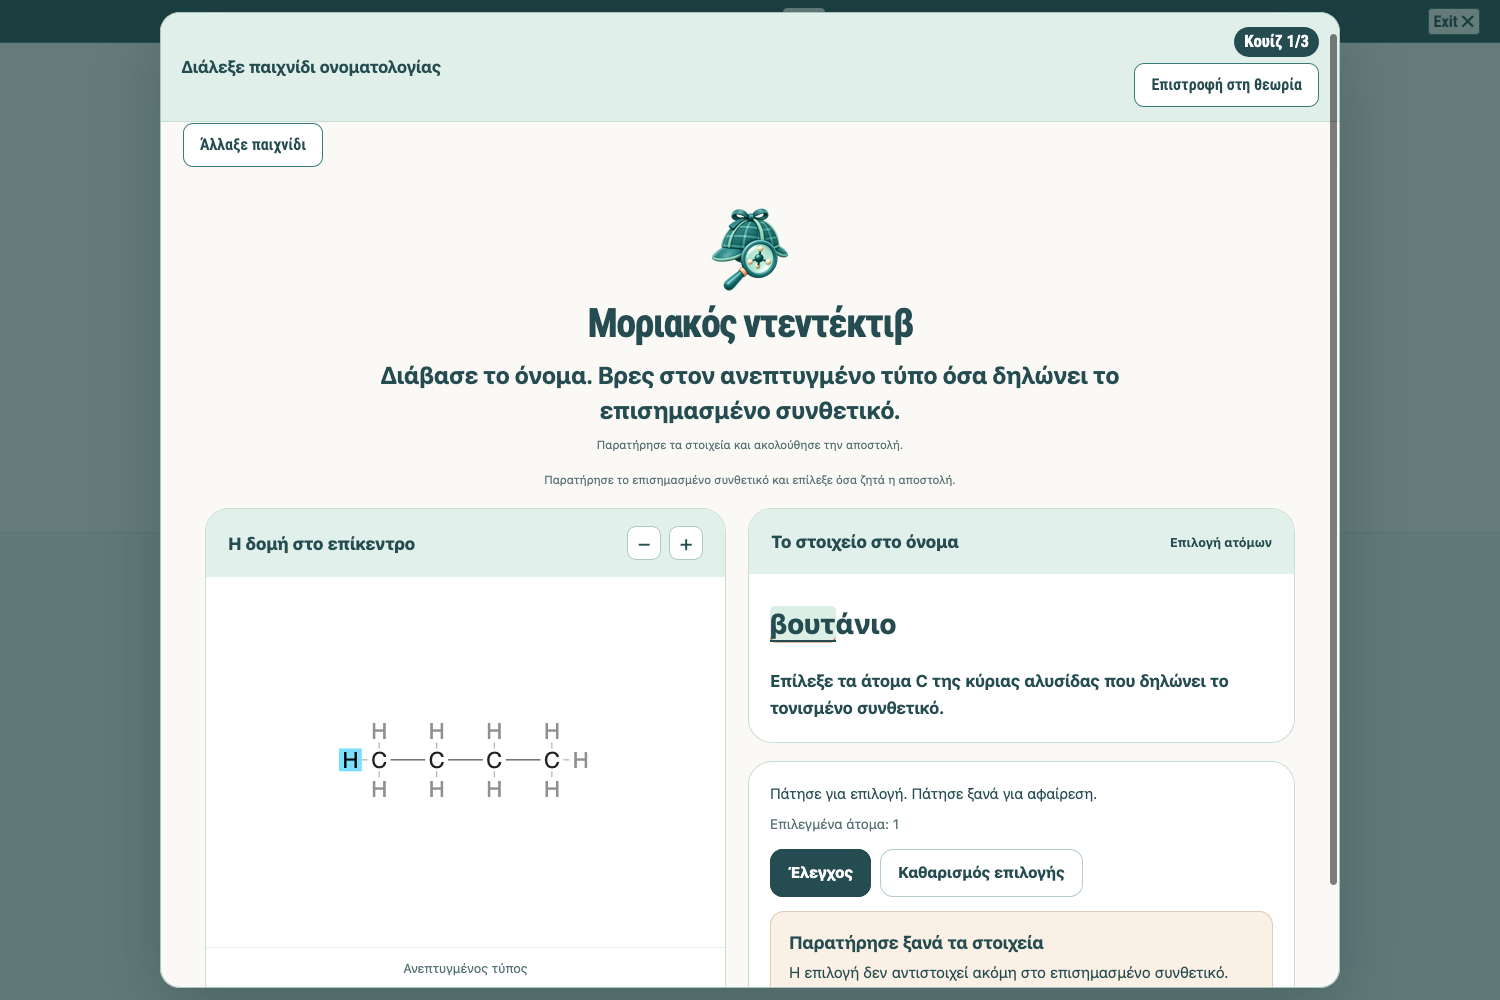 Exit ✕
Κουίζ 1/3
Διάλεξε παιχνίδι ονοματολογίας
Επιστροφή στη θεωρία
Άλλαξε παιχνίδι
Μοριακός ντεντέκτιβ
Διάβασε το όνομα. Βρες στον ανεπτυγμένο τύπο όσα δηλώνει το
επισημασμένο συνθετικό.
Παρατήρησε τα στοιχεία και ακολούθησε την αποστολή.
Παρατήρησε το επισημασμένο συνθετικό και επίλεξε όσα ζητά η αποστολή.
Η δομή στο επίκεντρο
− +
H H H H
H C C C C H
H H H H
Ανεπτυγμένος τύπος
Το στοιχείο στο όνομα
Επιλογή ατόμων
βουτάνιο
Επίλεξε τα άτομα C της κύριας αλυσίδας που δηλώνει το
τονισμένο συνθετικό.
Πάτησε για επιλογή. Πάτησε ξανά για αφαίρεση.
Επιλεγμένα άτομα: 1
Έλεγχος
Καθαρισμός επιλογής
Παρατήρησε ξανά τα στοιχεία
Η επιλογή δεν αντιστοιχεί ακόμη στο επισημασμένο συνθετικό.